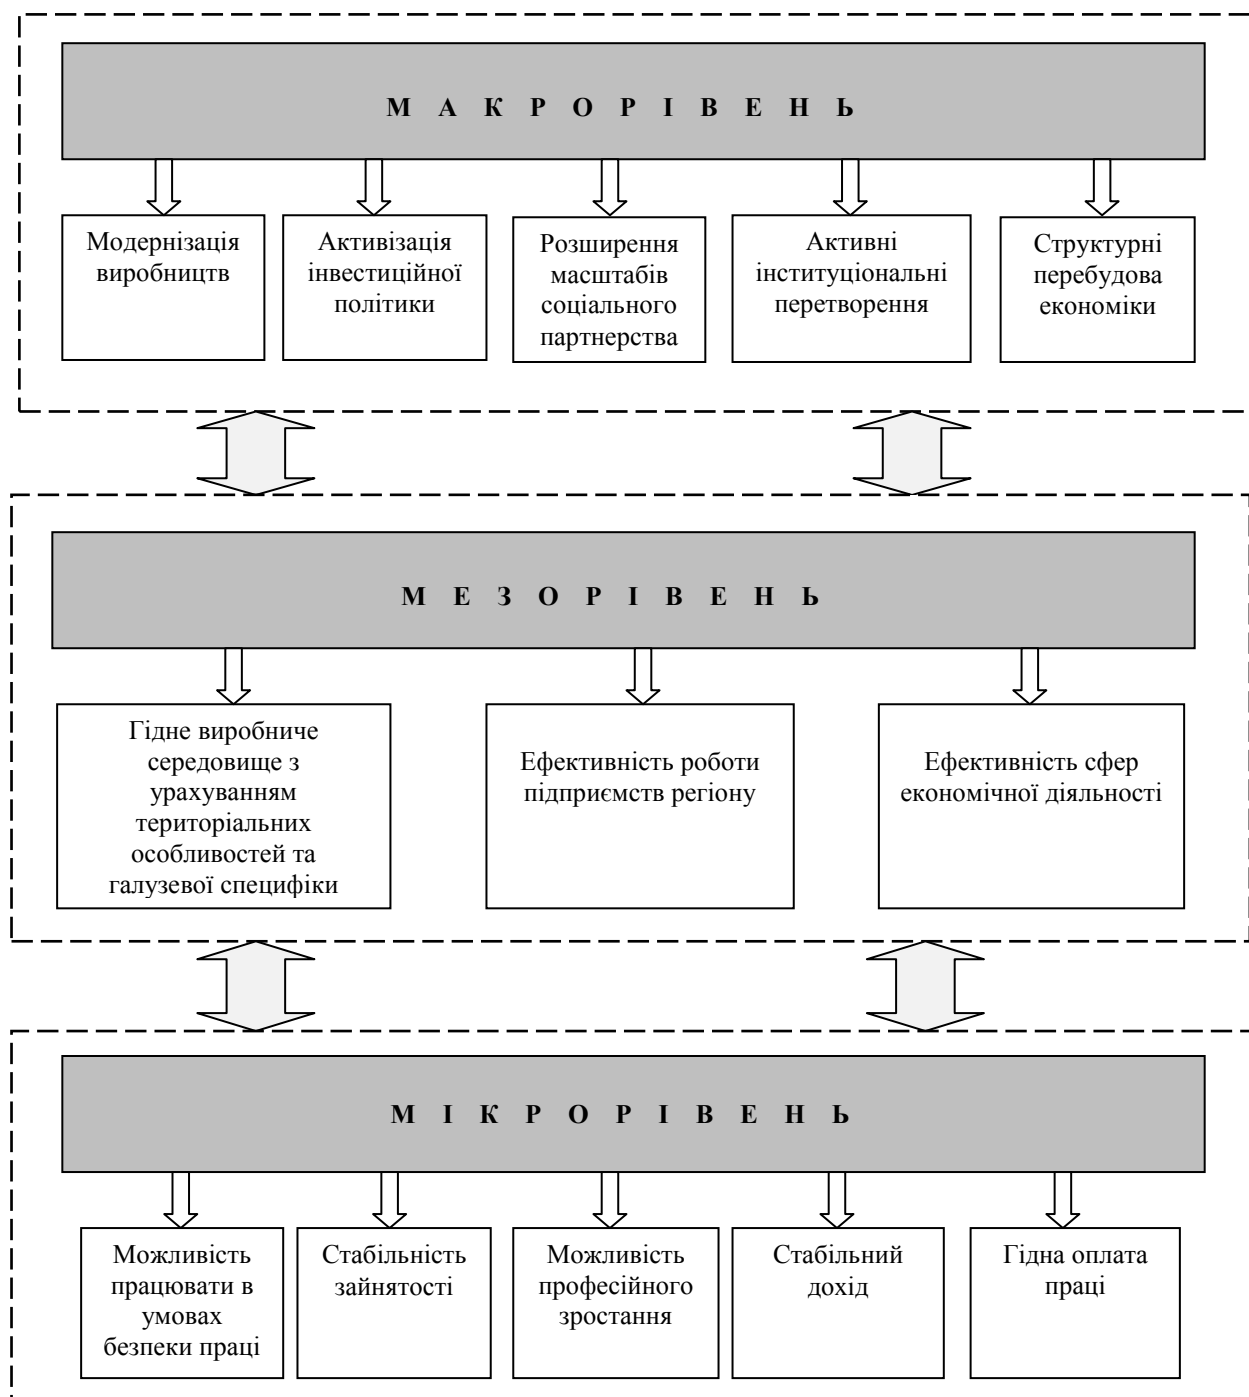 М А К Р О Р І В Е Н Ь
Модернізація
виробництв
Активізація
інвестиційної
політики
Розширення
масштабів
соціального
партнерства
Активні
інституціональні
перетворення
Структурні
перебудова
економіки
М Е З О Р І В Е Н Ь
Гідне виробниче
середовище з
урахуванням
територіальних
особливостей та
галузевої специфіки
Ефективність роботи
підприємств регіону
Ефективність сфер
економічної діяльності
М І К Р О Р І В Е Н Ь
Можливість
працювати в
умовах
безпеки праці
Стабільність
зайнятості
Можливість
професійного
зростання
Стабільний
дохід
Гідна оплата
праці